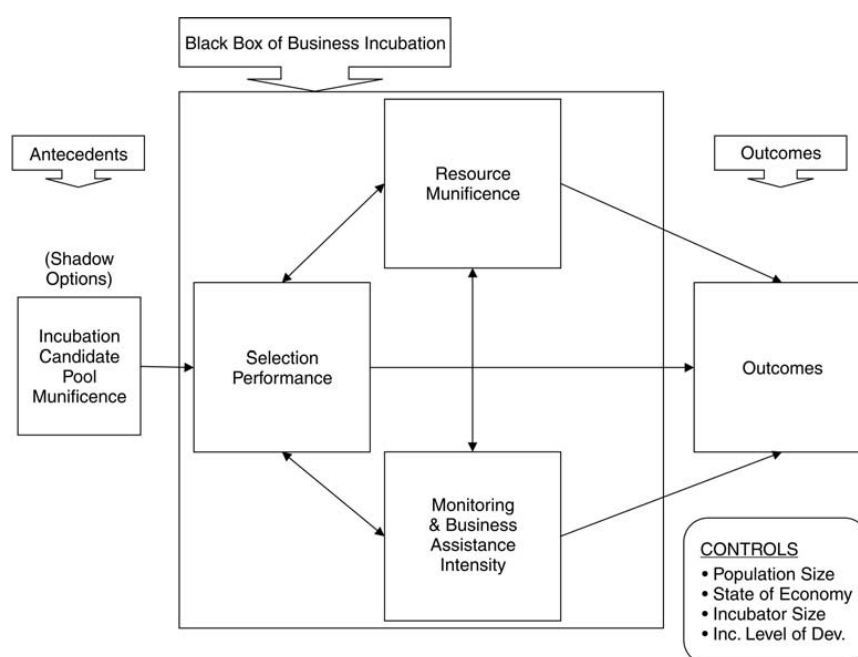 Black Box of Business Incubation
Antecedents
Outcomes
Resource
Munificence
(Shadow
Options)
Incubation
Candidate
Pool
Munificence
Selection
Performance
Outcomes
Monitoring
& Business
Assistance
Intensity
CONTROLS
• Population Size
• State of Economy
• Incubator Size
• Inc. Level of Dev.